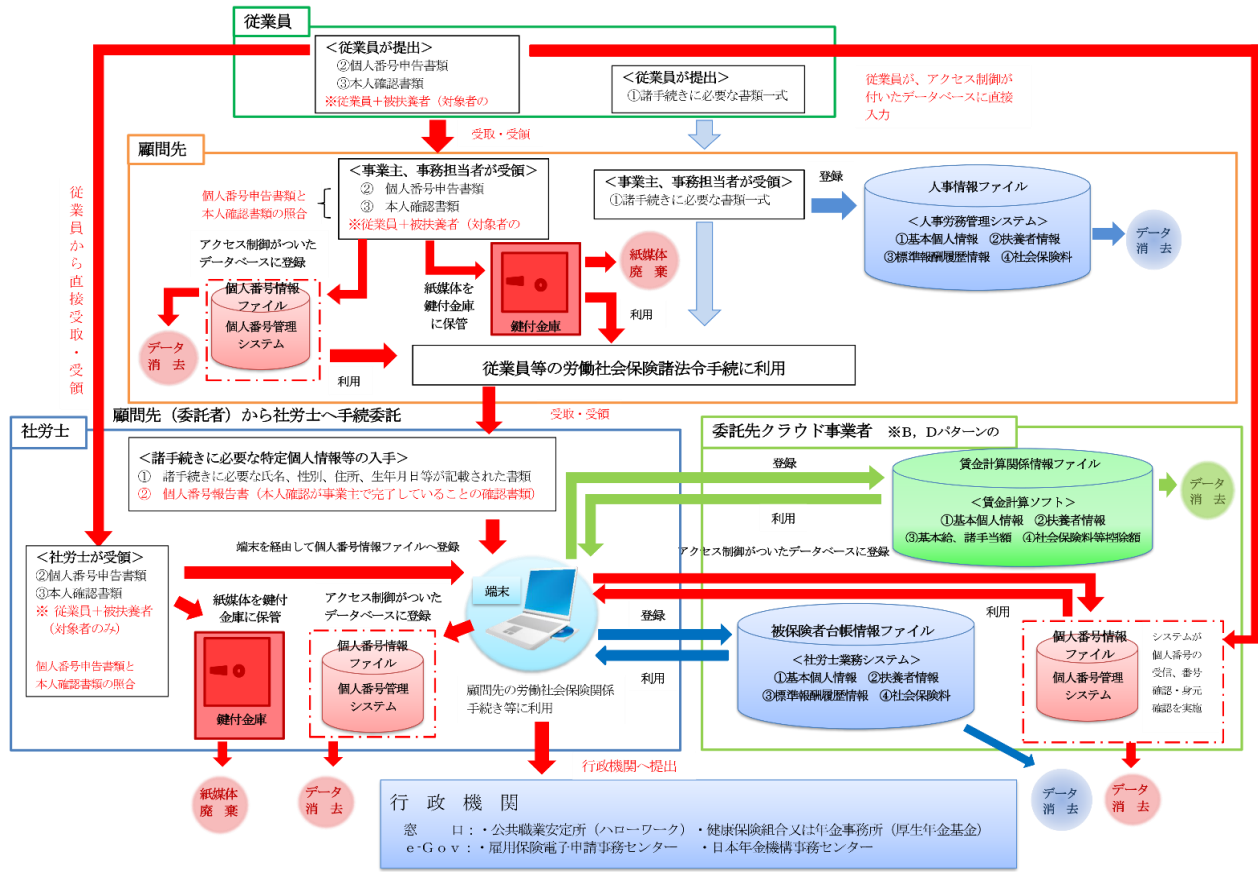 従業員
＜従業員が提出＞
②個人番号申告書類
③本人確認書類
※従業員＋被扶養者（対象者の
＜従業員が提出＞
①諸手続きに必要な書類一式
従業員が、アクセス制御が
付いたデータベースに直接
入力
受取・受領
顧問先
個人番号申告書類と
本人確認書類の照合
＜事業主、事務担当者が受領＞
②　個人番号申告書類
③　本人確認書類
※従業員＋被扶養者（対象者の
＜事業主、事務担当者が受領＞
①諸手続きに必要な書類一式
登録
人事情報ファイル
＜人事労務管理システム＞
①基本個人情報　②扶養者情報
③標準報酬履歴情報　④社会保険料
データ
消　去
従業員から直接受取・受領
アクセス制御がついた
データベースに登録
個人番号情報
ファイル
個人番号管理
システム
データ
消　去
紙媒体を
鍵付金庫
に保管
鍵付金庫
紙媒体
廃　棄
利用
利用
従業員等の労働社会保険諸法令手続に利用
顧問先（委託者）から社労士へ手続委託
受取・受領
社労士
＜諸手続きに必要な特定個人情報等の入手＞
①　諸手続きに必要な氏名、性別、住所、生年月日等が記載された書類
②　個人番号報告書（本人確認が事業主で完了していることの確認書類）
委託先クラウド事業者　※B，Dパターンの
登録
利用
賃金計算関係情報ファイル
＜賃金計算ソフト＞
①基本個人情報　②扶養者情報
③基本給、諸手当額　④社会保険料等控除額
データ
消　去
＜社労士が受領＞
②個人番号申告書類
③本人確認書類
※ 従業員＋被扶養者
（対象者のみ）
個人番号申告書類と
本人確認書類の照合
端末を経由して個人番号情報ファイルへ登録
アクセス制御がついたデータベースに登録
紙媒体を鍵付
金庫に保管
鍵付金庫
アクセス制御がついた
データベースに登録
個人番号情報
ファイル
個人番号管理
システム
端末
顧問先の労働社会保険関係
手続き等に利用
登録
利用
被保険者台帳情報ファイル
＜社労士業務システム＞
①基本個人情報　②扶養者情報
③標準報酬履歴情報　④社会保険料
利用
個人番号情報
ファイル
個人番号管理
システム
システムが
個人番号の
受信、番号
確認・身元
確認を実施
紙媒体
廃　棄
データ
消　去
行政機関へ提出
データ
消　去
データ
消　去
行　政　機　関
窓　　口：・公共職業安定所（ハローワーク）・健康保険組合又は年金事務所（厚生年金基金）
e-Gov：・雇用保険電子申請事務センター　　・日本年金機構事務センター